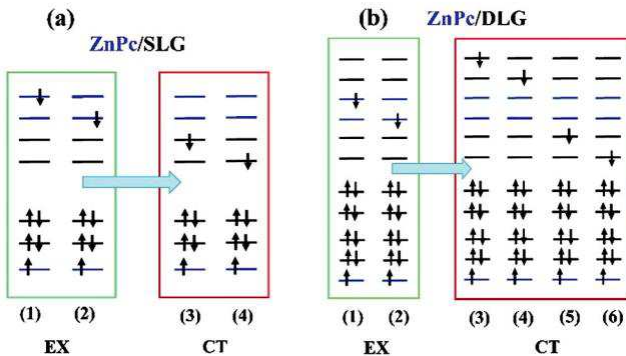 (a)
ZnPc/SLG
(1) (2) (3) (4)
EX CT
(b)
ZnPc/DLG
(1) (2) (3) (4) (5) (6)
EX CT